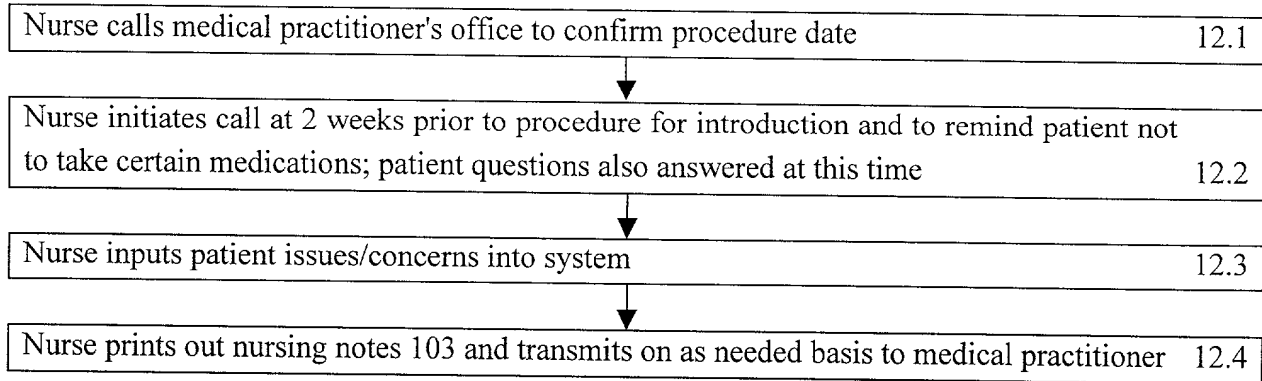 Nurse calls medical practitioner's office to confirm procedure date 12.1
Nurse initiates call at 2 weeks prior to procedure for introduction and to remind patient not
to take certain medications; patient questions also answered at this time 12.2
Nurse inputs patient issues/concerns into system 12.3
Nurse prints out nursing notes 103 and transmits on as needed basis to medical practitioner 12.4